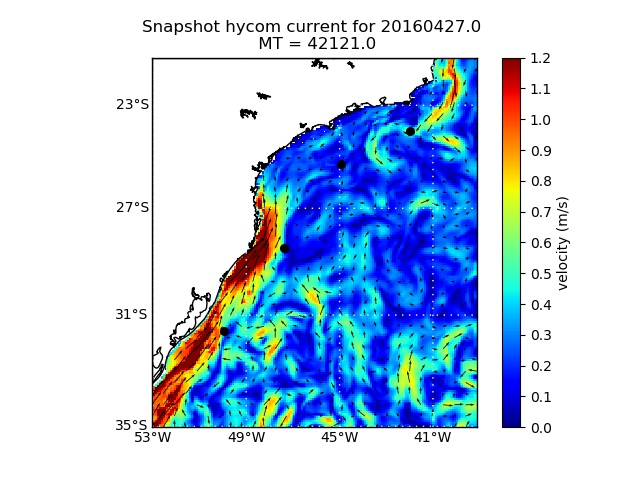 Snapshot hycom current for 20160427.0
MT = 42121.0
23°S
27°S
31°S
35°S
53°W
49°W
45°W
41°W
1.2
1.1
1.0
0.9
0.8
0.7
0.6
0.5
0.4
0.3
0.2
0.1
0.0
velocity (m/s)